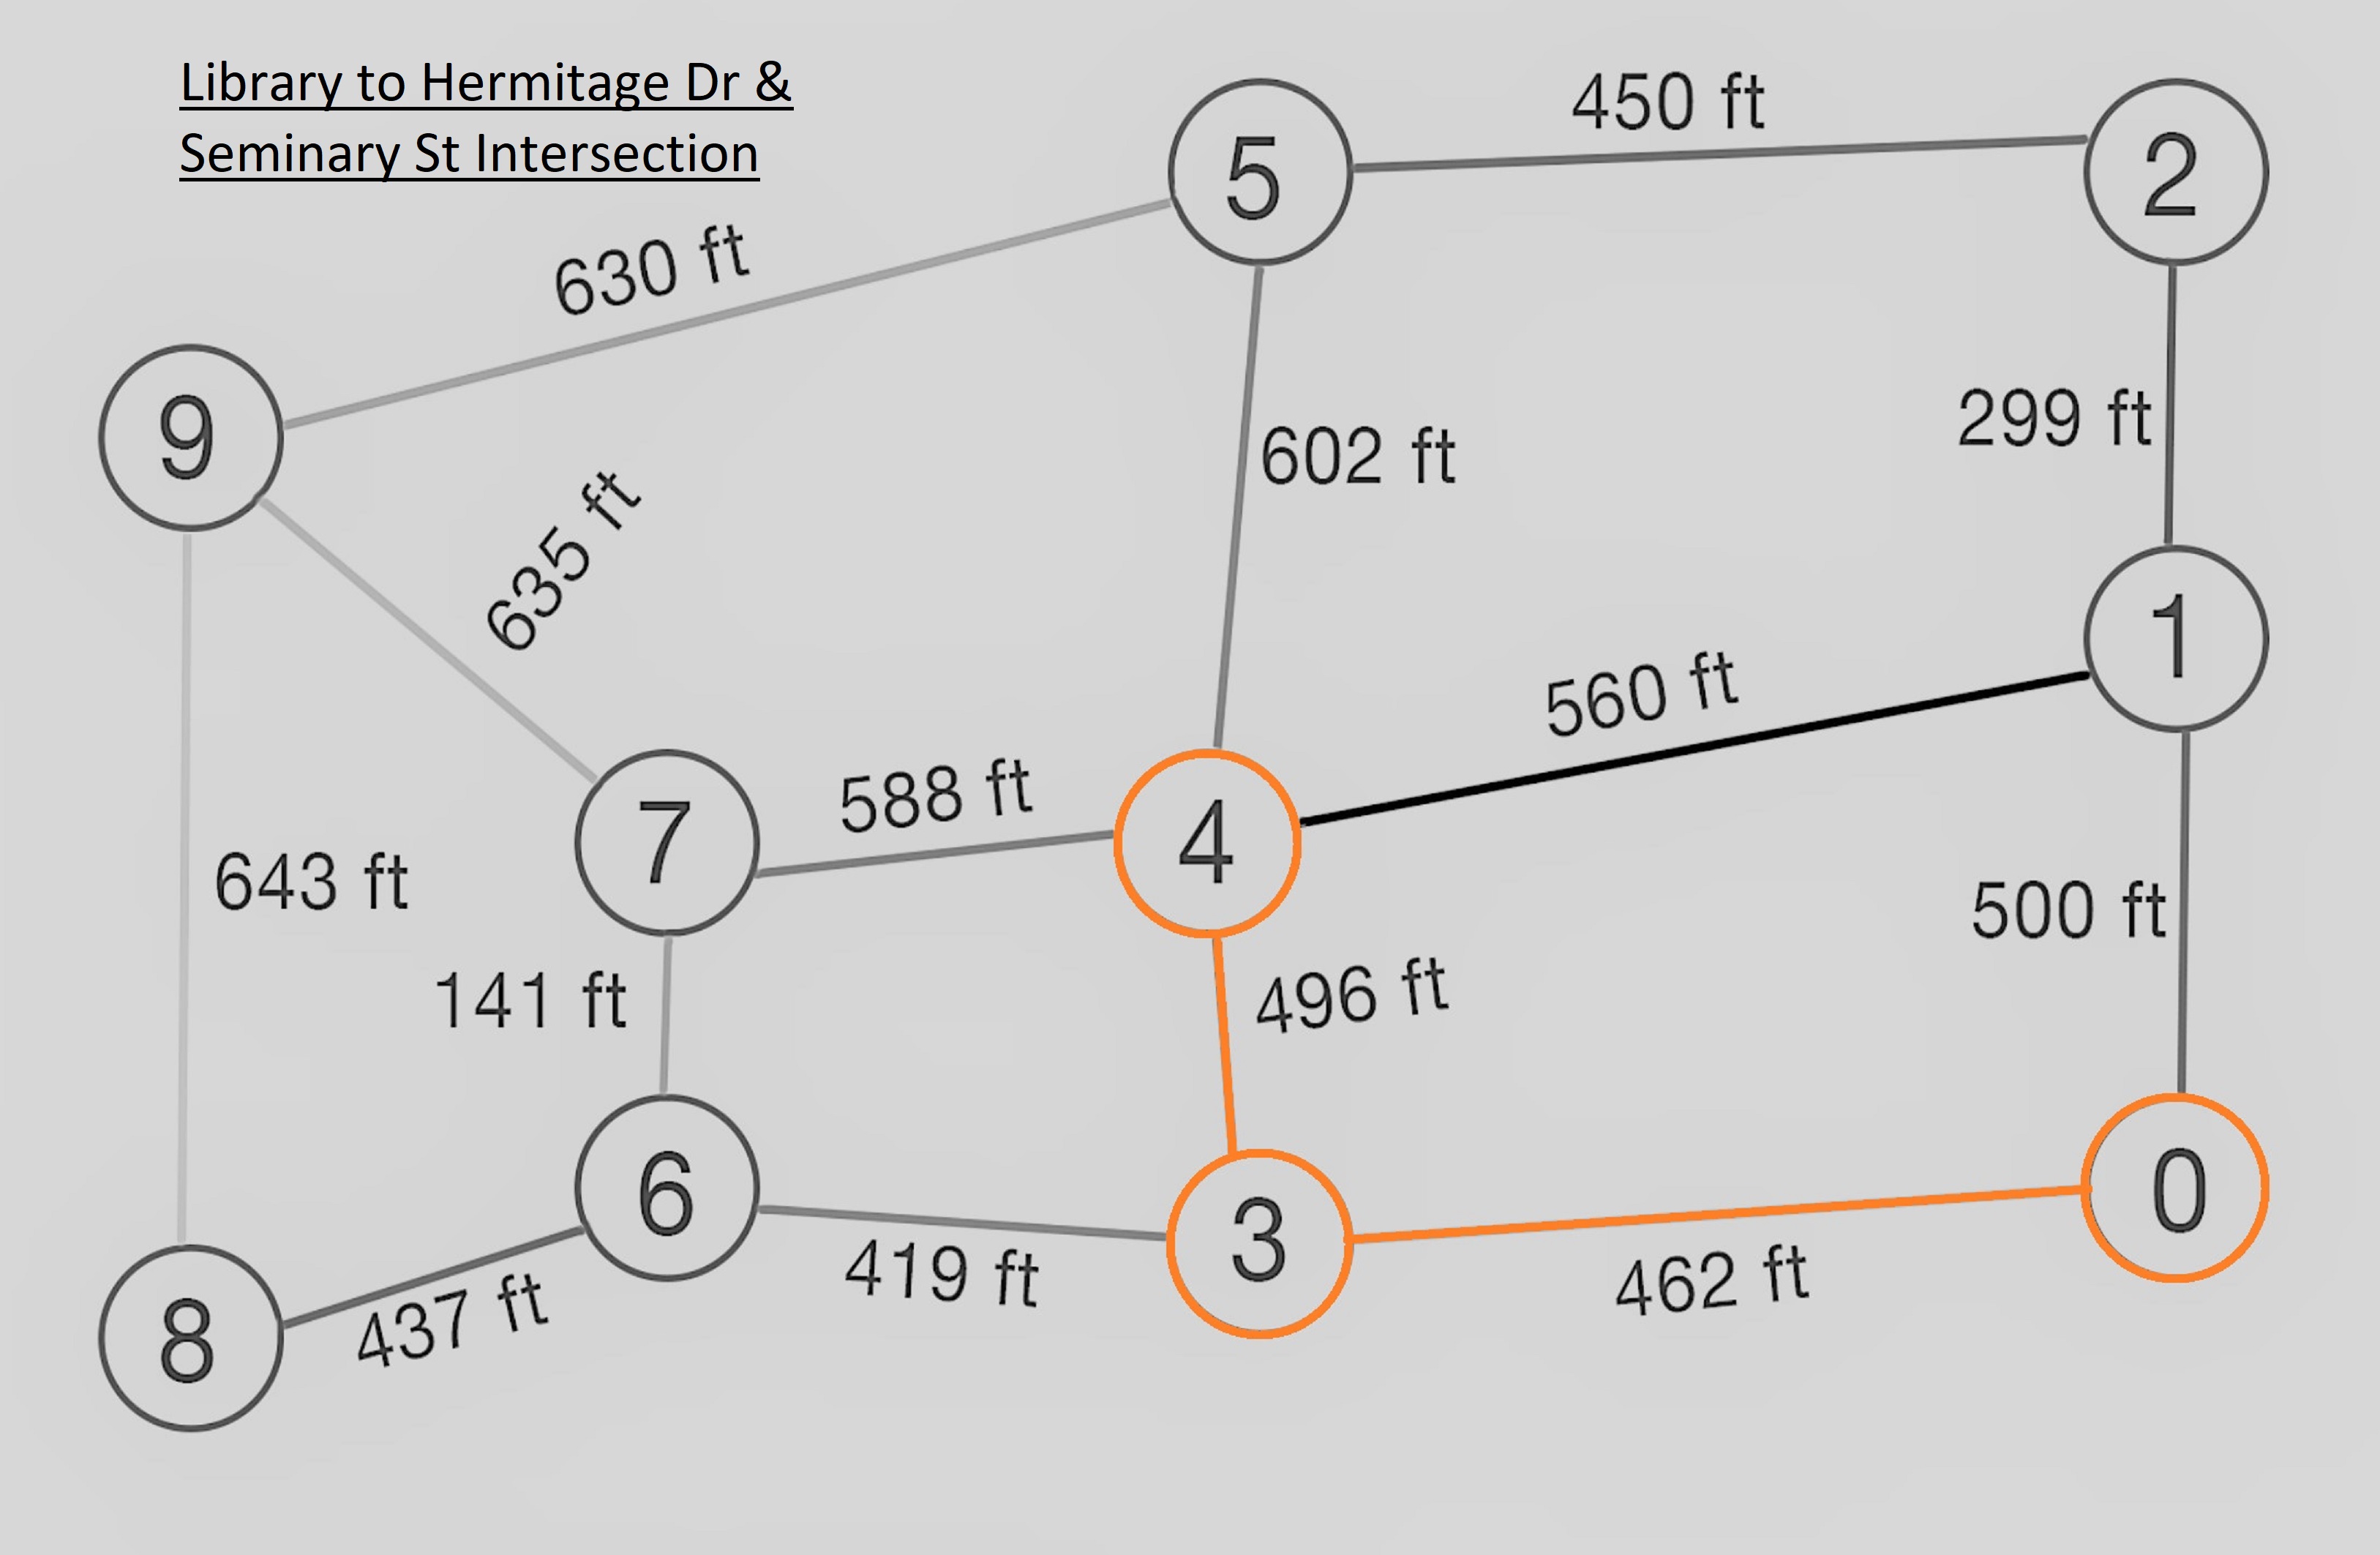 Library to Hermitage Dr &
Seminary St Intersection
450 ft
5
2
630 ft
299 ft
9
602 ft
635 ft
1
560 ft
588 ft
7
4
643 ft
500 ft
141 ft
496 ft
6
0
3
419 ft
462 ft
437 ft
8